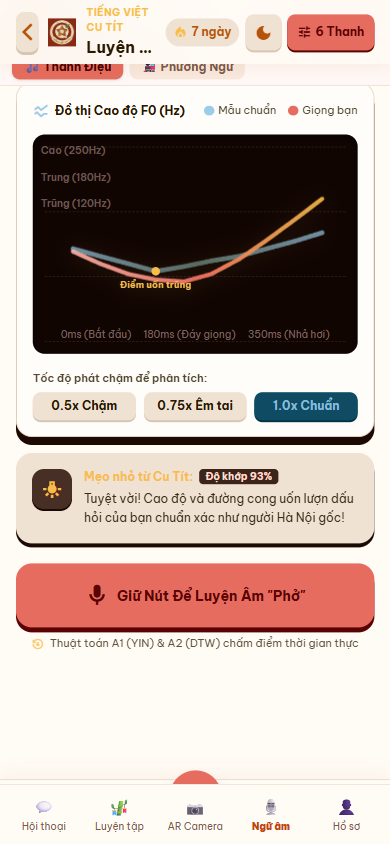 TIẾNG VIỆT
CU TÍT
Luyện ...
7 ngày
6 Thanh
Thanh Điệu
Phương Ngữ
Đồ thị Cao độ F0 (Hz)
Mẫu chuẩn
Giọng bạn
Cao (250Hz)
Trung (180Hz)
Trũng (120Hz)
Điểm uốn trũng
0ms (Bắt đầu)
180ms (Đáy giọng)
350ms (Nhả hơi)
Tốc độ phát chậm để phân tích:
0.5x Chậm
0.75x Êm tai
1.0x Chuẩn
Mẹo nhỏ từ Cu Tít:
Độ khớp 93%
Tuyệt vời! Cao độ và đường cong uốn lượn dấu
hỏi của bạn chuẩn xác như người Hà Nội gốc!
Giữ Nút Để Luyện Âm "Phở"
Thuật toán A1 (YIN) & A2 (DTW) chấm điểm thời gian thực
Hội thoại
Luyện tập
AR Camera
Ngữ âm
Hồ sơ